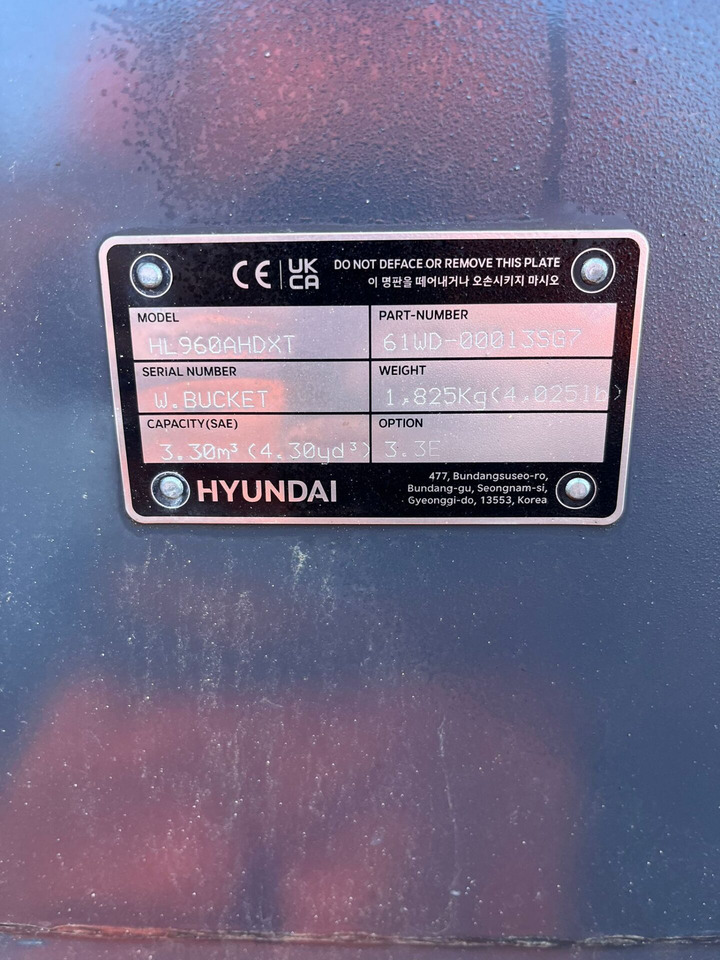 CE UK CA DO NOT DEFACE OR REMOVE THIS PLATE
이 명판을 떼어내거나 오손시키지 마시오
MODEL PART-NUMBER
HL960AHDXT 61WD-00013SG7
SERIAL NUMBER WEIGHT
W.BUCKET 1,825Kg(4,025lb)
CAPACITY(SAE) OPTION
3.30m³(4.30yd³) 3.3E
HYUNDAI
477, Bundangsuseo-ro,
Bundang-gu, Seongnam-si,
Gyeonggi-do, 13553, Korea